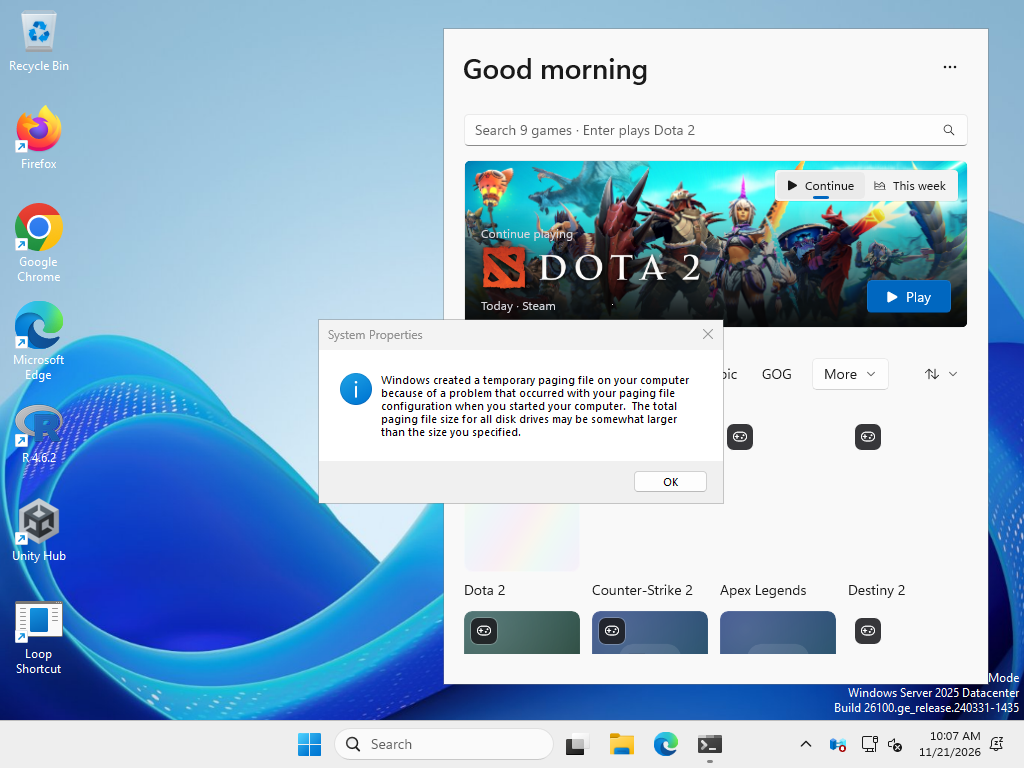 Recycle Bin
Firefox
Google
Chrome
Microsoft
Edge
R 4.6.2
Unity Hub
Loop
Shortcut
Good morning
Search 9 games · Enter plays Dota 2
Continue
This week
Continue playing
DOTA 2
Today · Steam
Play
GOG
More
System Properties
Windows created a temporary paging file on your computer
because of a problem that occurred with your paging file
configuration when you started your computer. The total
paging file size for all disk drives may be somewhat larger
than the size you specified.
OK
Dota 2
Counter-Strike 2
Apex Legends
Destiny 2
Mode
Windows Server 2025 Datacenter
Build 26100.ge_release.240331-1435
Search
10:07 AM
11/21/2026